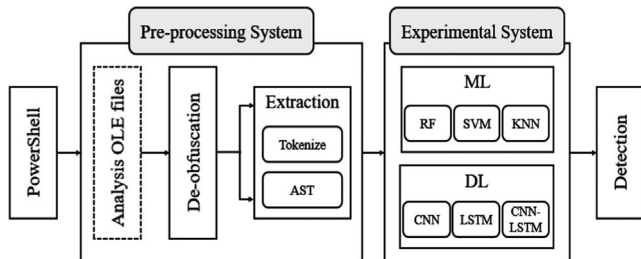 Pre-processing System
Experimental System
PowerShell
Analysis OLE files
De-obfuscation
Extraction
Tokenize
AST
ML
RF
SVM
KNN
DL
CNN
LSTM
CNN-
LSTM
Detection